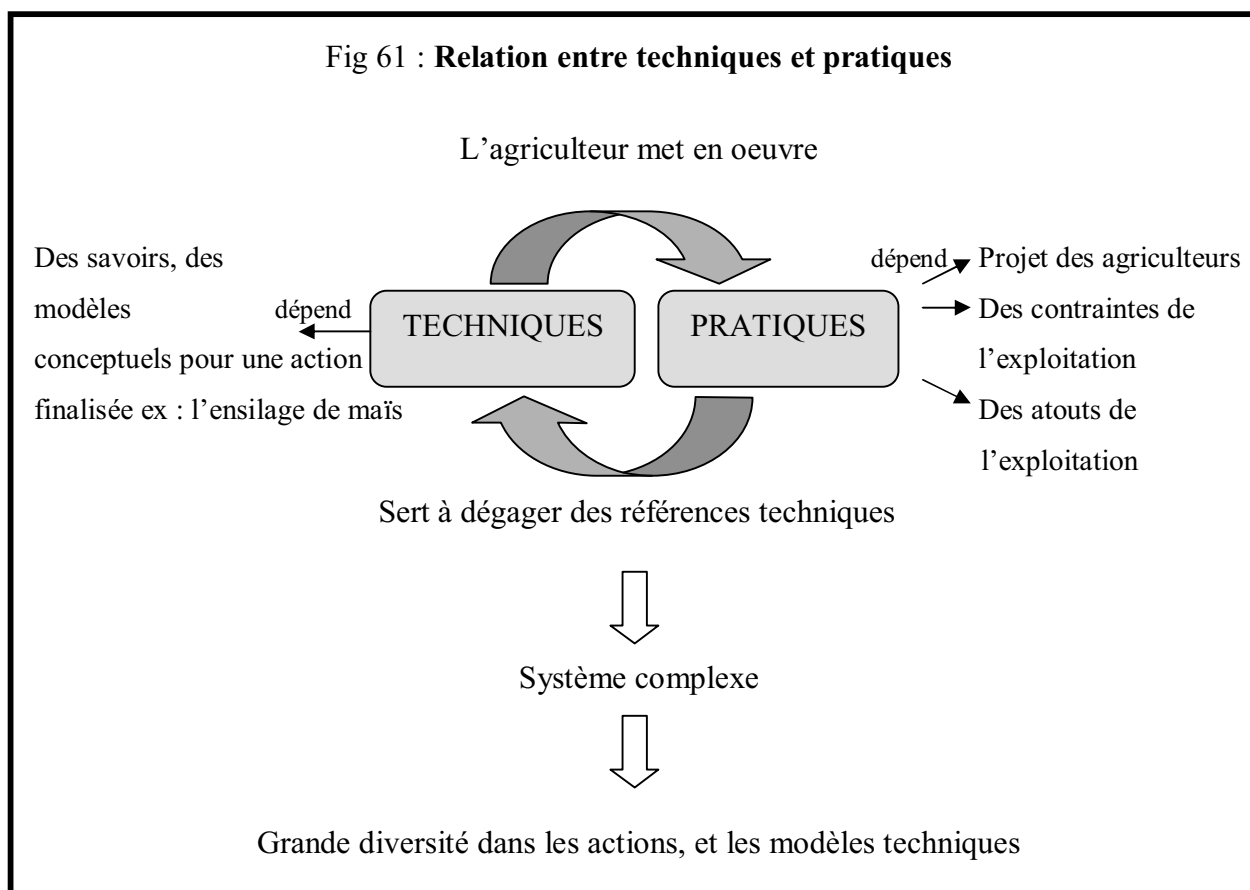 Fig 61 : Relation entre techniques et pratiques
L’agriculteur met en oeuvre
Des savoirs, des
modèles
conceptuels pour une action
finalisée ex : l’ensilage de maïs
dépend
TECHNIQUES
PRATIQUES
dépend
Projet des agriculteurs
Des contraintes de
l’exploitation
Des atouts de
l’exploitation
Sert à dégager des références techniques
Système complexe
Grande diversité dans les actions, et les modèles techniques